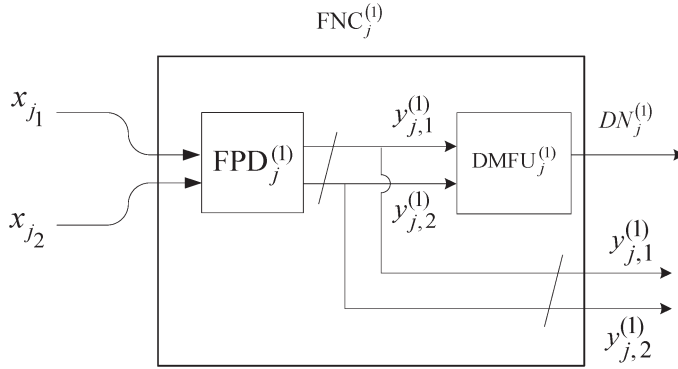 FNC_j^{(1)}
x_{j_1}
FPD_j^{(1)}
y_{j,1}^{(1)}
DMFU_j^{(1)}
DN_j^{(1)}
x_{j_2}
y_{j,2}^{(1)}
y_{j,1}^{(1)}
y_{j,2}^{(1)}